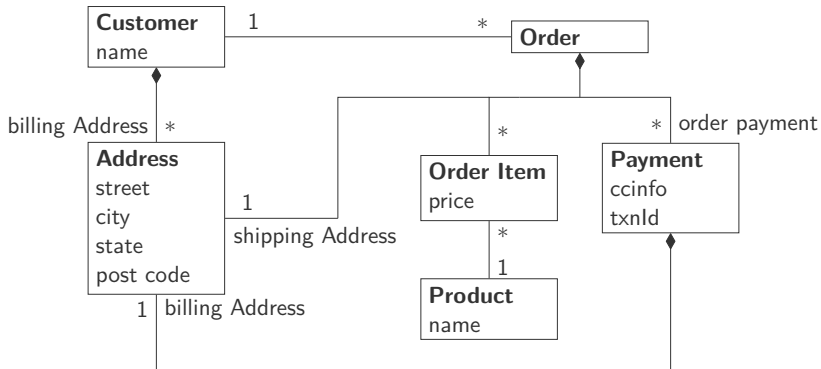 Customer
name
1
*
Order
billing Address
*
Address
street
city
state
post code
1
shipping Address
1
billing Address
*
Order Item
price
*
1
Product
name
*
order payment
Payment
ccinfo
txnId